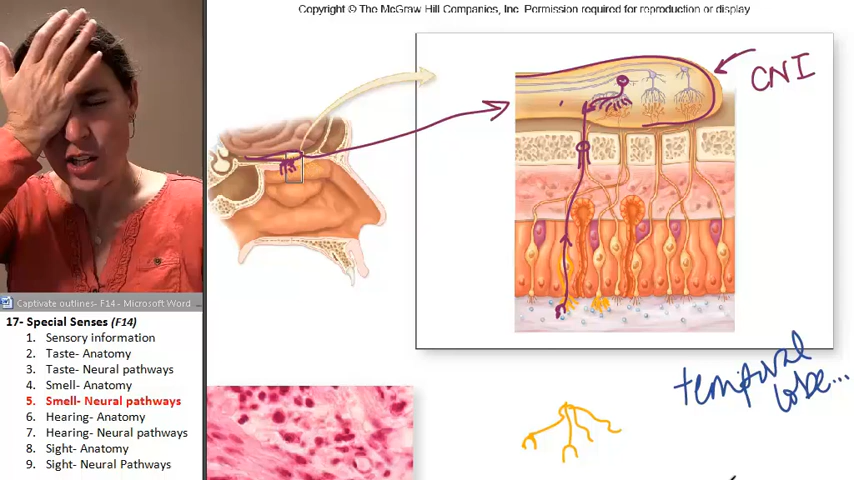 Copyright © The McGraw Hill Companies, Inc. Permission required for reproduction or display
CNI
Captivate outlines- F14 - Microsoft Word ...
17- Special Senses (F14)
1. Sensory information
2. Taste- Anatomy
3. Taste- Neural pathways
4. Smell- Anatomy
5. Smell- Neural pathways
6. Hearing- Anatomy
7. Hearing- Neural pathways
8. Sight- Anatomy
9. Sight- Neural Pathways
temporal
lobe...